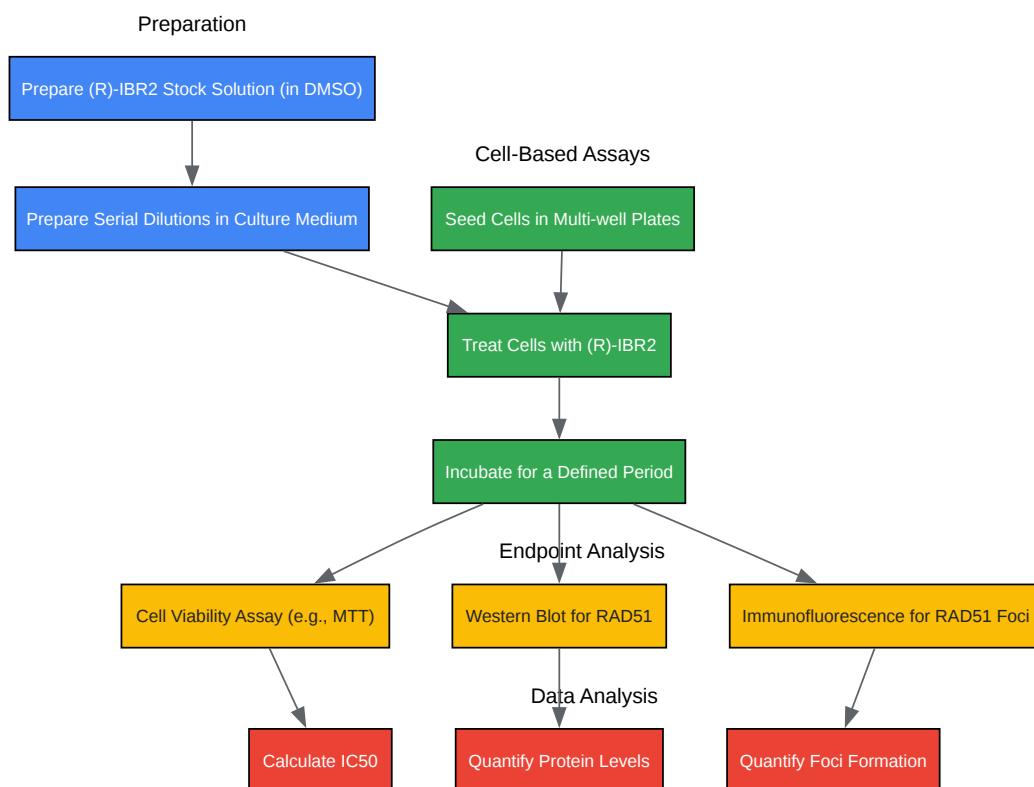 Preparation
Prepare (R)-IBR2 Stock Solution (in DMSO)
Cell-Based Assays
Prepare Serial Dilutions in Culture Medium
Seed Cells in Multi-well Plates
Treat Cells with (R)-IBR2
Incubate for a Defined Period
Endpoint Analysis
Cell Viability Assay (e.g., MTT)
Western Blot for RAD51
Immunofluorescence for RAD51 Foci
Data Analysis
Calculate IC50
Quantify Protein Levels
Quantify Foci Formation